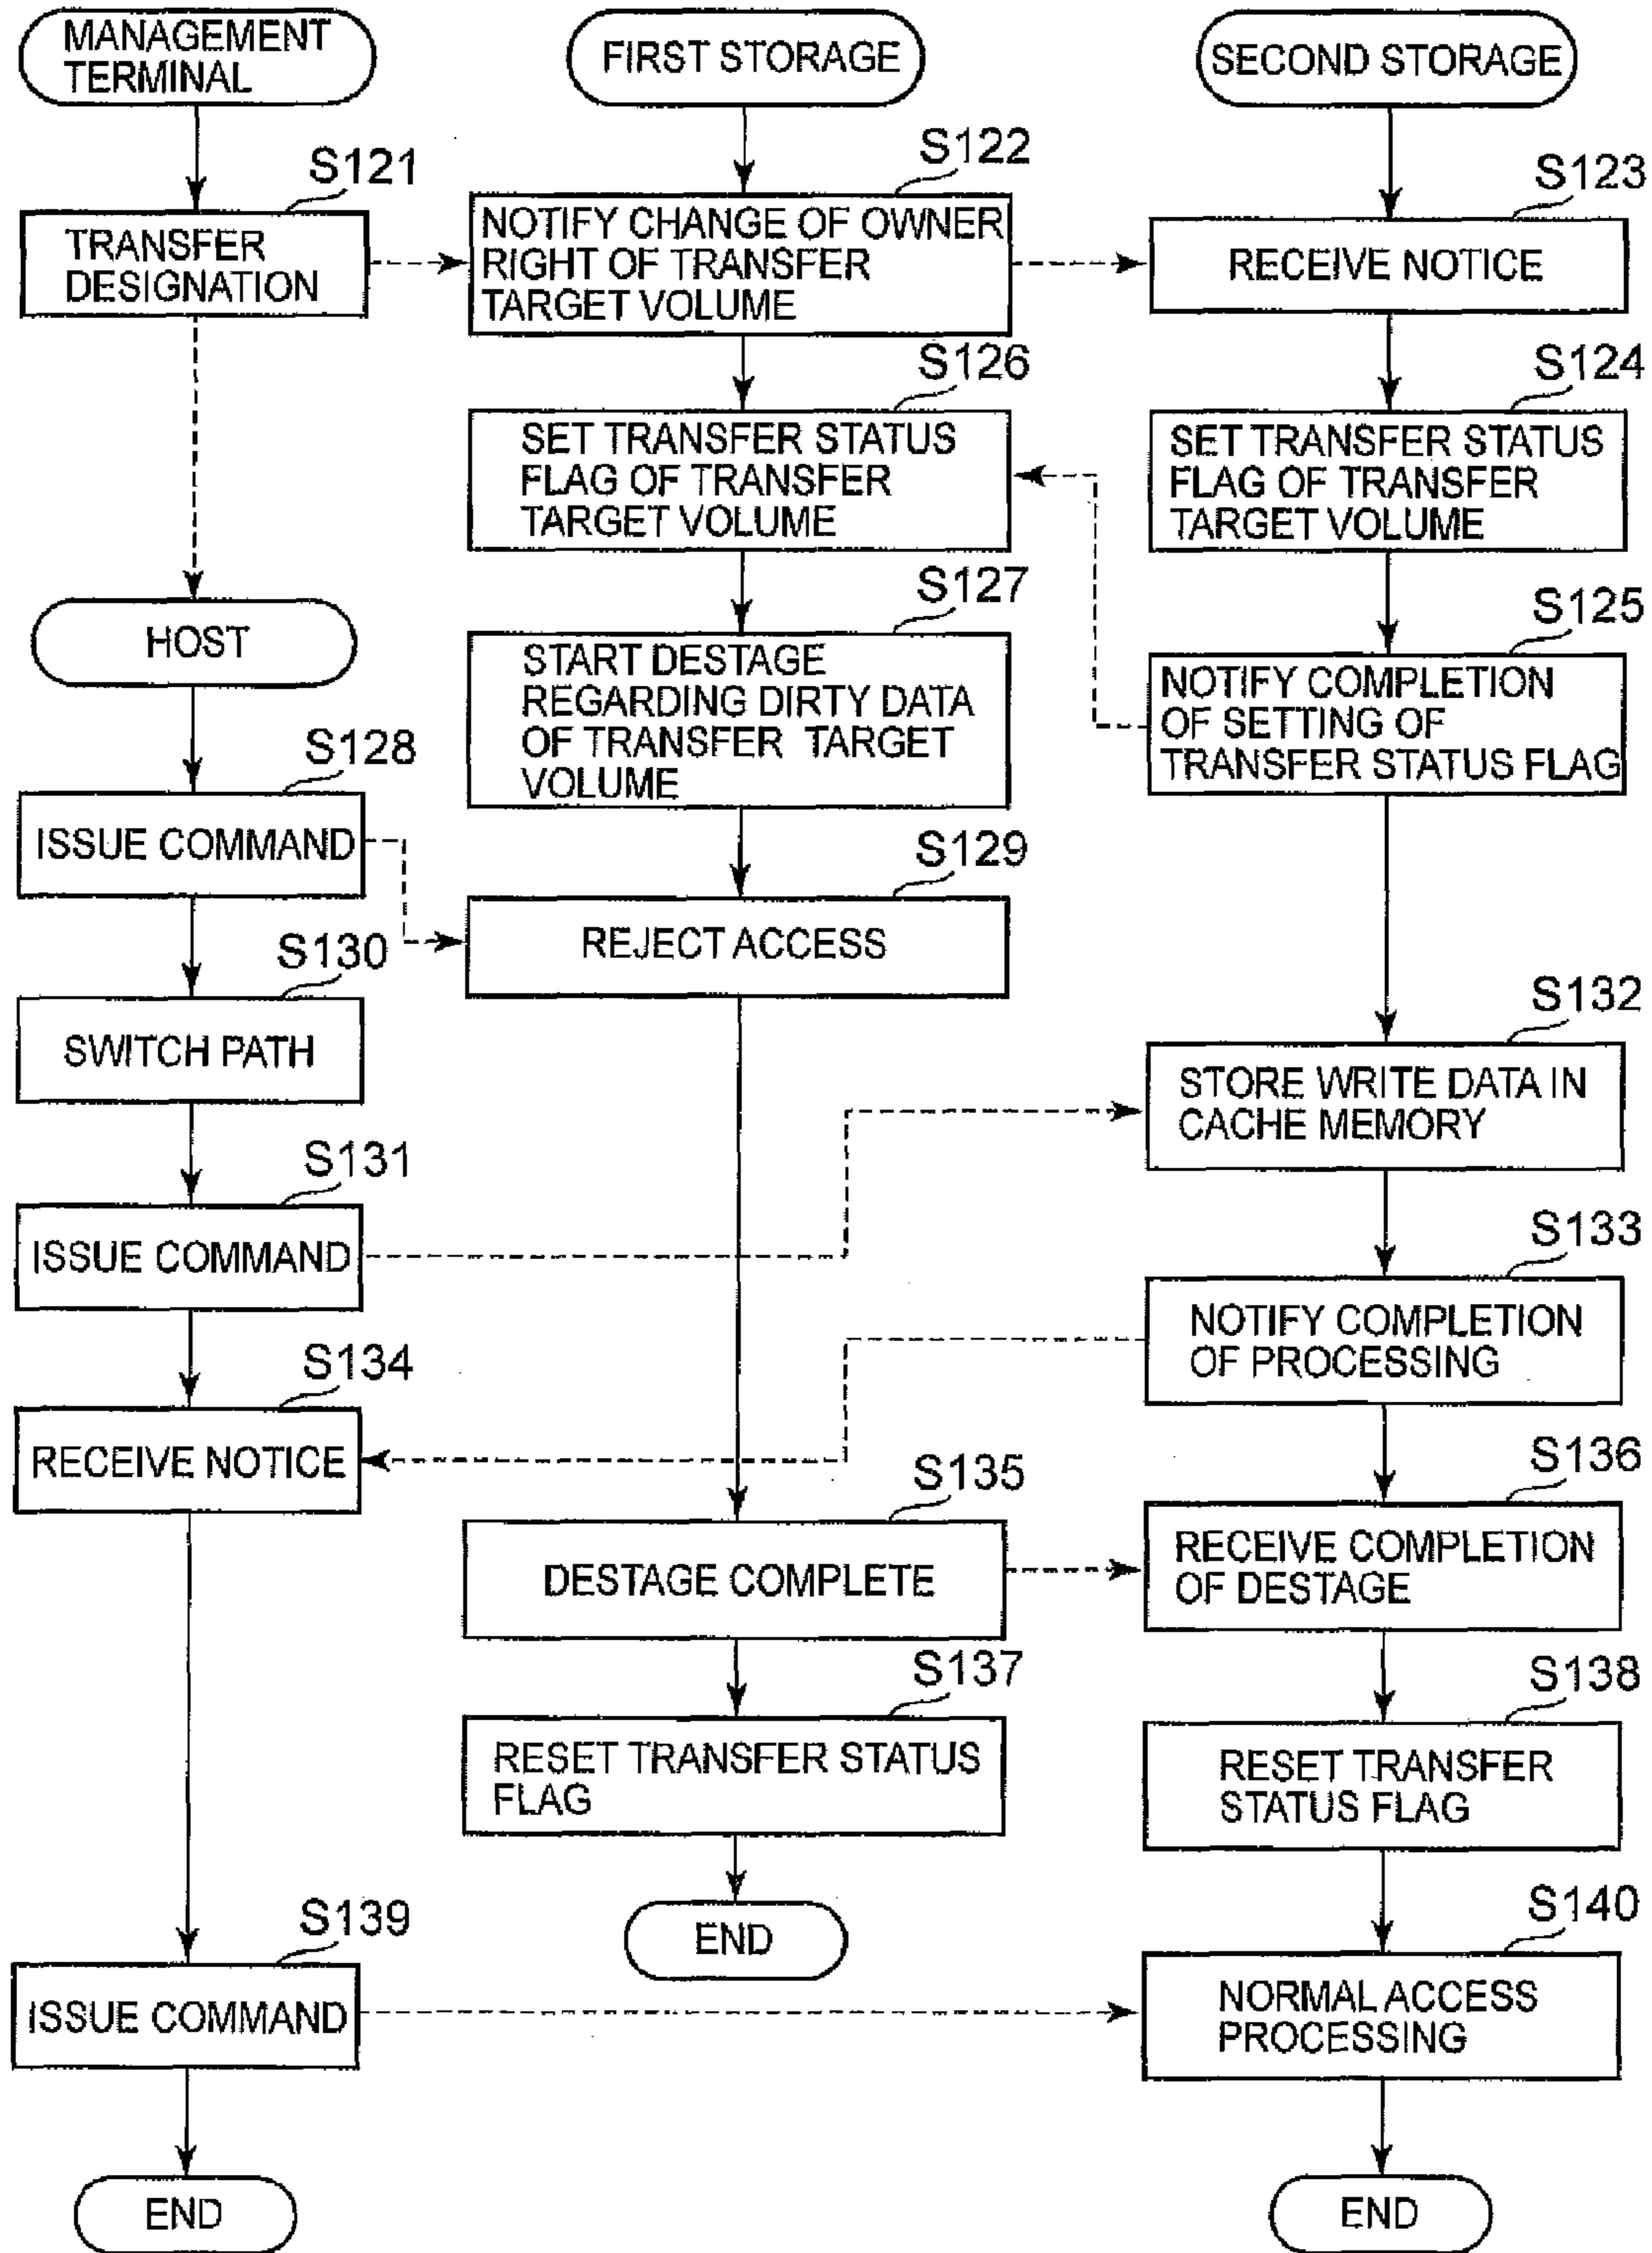 MANAGEMENT
TERMINAL
FIRST STORAGE
SECOND STORAGE
S121
TRANSFER
DESIGNATION
S122
NOTIFY CHANGE OF OWNER
RIGHT OF TRANSFER
TARGET VOLUME
S123
RECEIVE NOTICE
S126
SET TRANSFER STATUS
FLAG OF TRANSFER
TARGET VOLUME
S124
SET TRANSFER STATUS
FLAG OF TRANSFER
TARGET VOLUME
HOST
S127
START DESTAGE
REGARDING DIRTY DATA
OF TRANSFER TARGET
VOLUME
S125
NOTIFY COMPLETION
OF SETTING OF
TRANSFER STATUS FLAG
S128
ISSUE COMMAND
S129
REJECT ACCESS
S130
SWITCH PATH
S132
STORE WRITE DATA IN
CACHE MEMORY
S131
ISSUE COMMAND
S133
NOTIFY COMPLETION
OF PROCESSING
S134
RECEIVE NOTICE
S135
DESTAGE COMPLETE
S136
RECEIVE COMPLETION
OF DESTAGE
S137
RESET TRANSFER STATUS
FLAG
S138
RESET TRANSFER
STATUS FLAG
END
S139
ISSUE COMMAND
S140
NORMAL ACCESS
PROCESSING
END
END